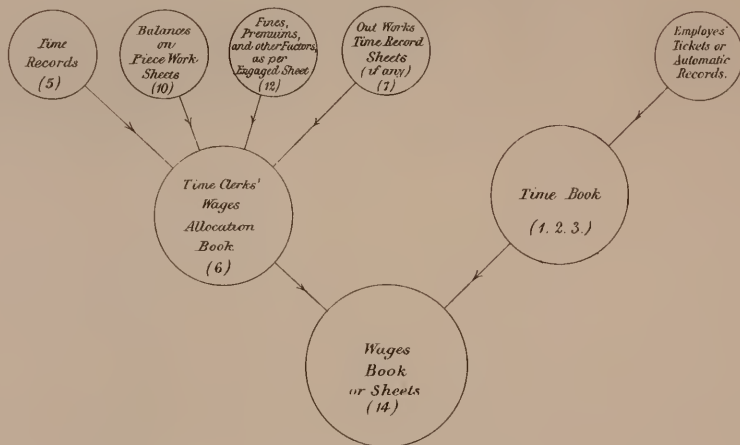 Time
Records
(5)
Balances
on
Piece Work
Sheets
(10)
Fines,
Premiums,
and other Factors,
as per
Engaged Sheet
(12)
Out Works
Time Record
Sheets
(if any)
(7)
Employes'
Tickets or
Automatic
Records.
Time Clerks'
Wages
Allocation
Book
(6)
Time Book
(1. 2. 3.)
Wages
Book
or Sheets
(14)